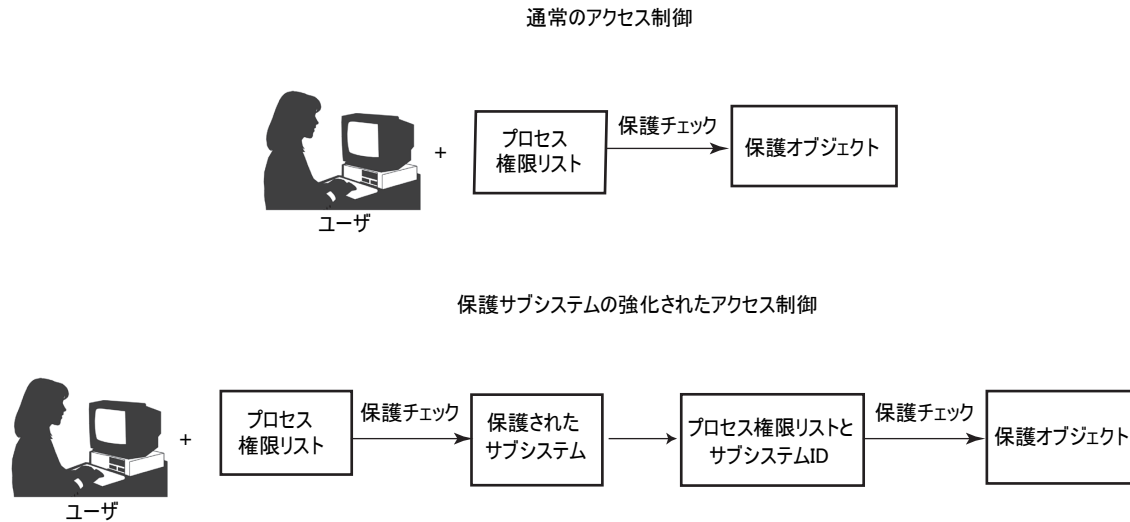 通常のアクセス制御
+
プロセス
権限リスト
保護チェック
保護オブジェクト
ユーザ
保護サブシステムの強化されたアクセス制御
+
プロセス
権限リスト
保護チェック
保護された
サブシステム
プロセス権限リストと
サブシステムID
保護チェック
保護オブジェクト
ユーザ